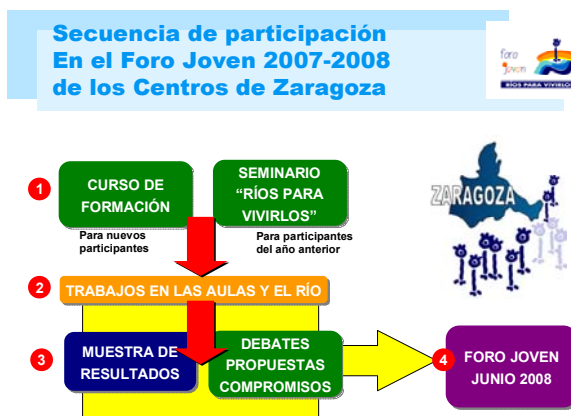 Secuencia de participación
En el Foro Joven 2007-2008
de los Centros de Zaragoza
foro
joven
RÍOS PARA VIVIRLOS
1
CURSO DE
FORMACIÓN
SEMINARIO
“RÍOS PARA
VIVIRLOS”
Para nuevos
participantes
Para participantes
del año anterior
ZARAGOZA
2
TRABAJOS EN LAS AULAS Y EL RÍO
3
MUESTRA DE
RESULTADOS
DEBATES
PROPUESTAS
COMPROMISOS
4
FORO JOVEN
JUNIO 2008